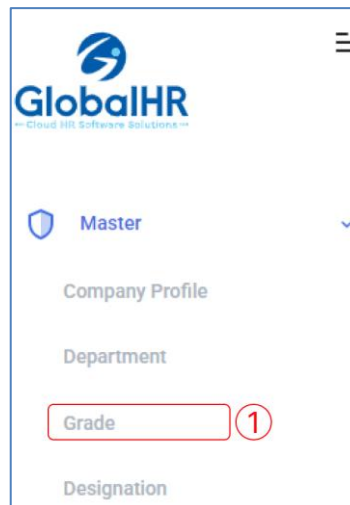 GlobalHR
Cloud HR Software Solutions
Master
Company Profile
Department
Grade
1
Designation